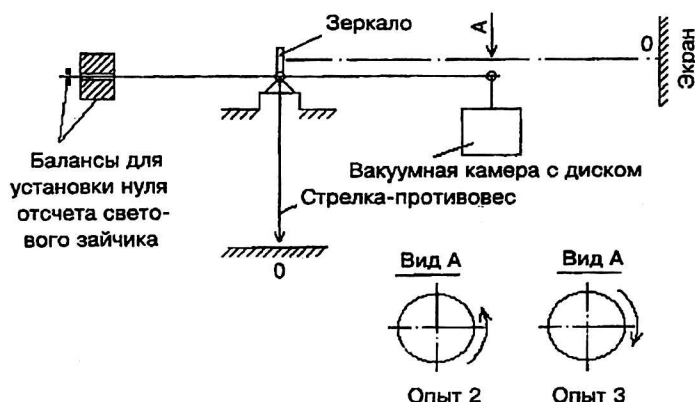 Зеркало
А
0
Экран
Балансы для
установки нуля
отсчета свето-
вого зайчика
Вакуумная камера с диском
Стрелка-противовес
0
Вид А
Вид А
Опыт 2
Опыт 3